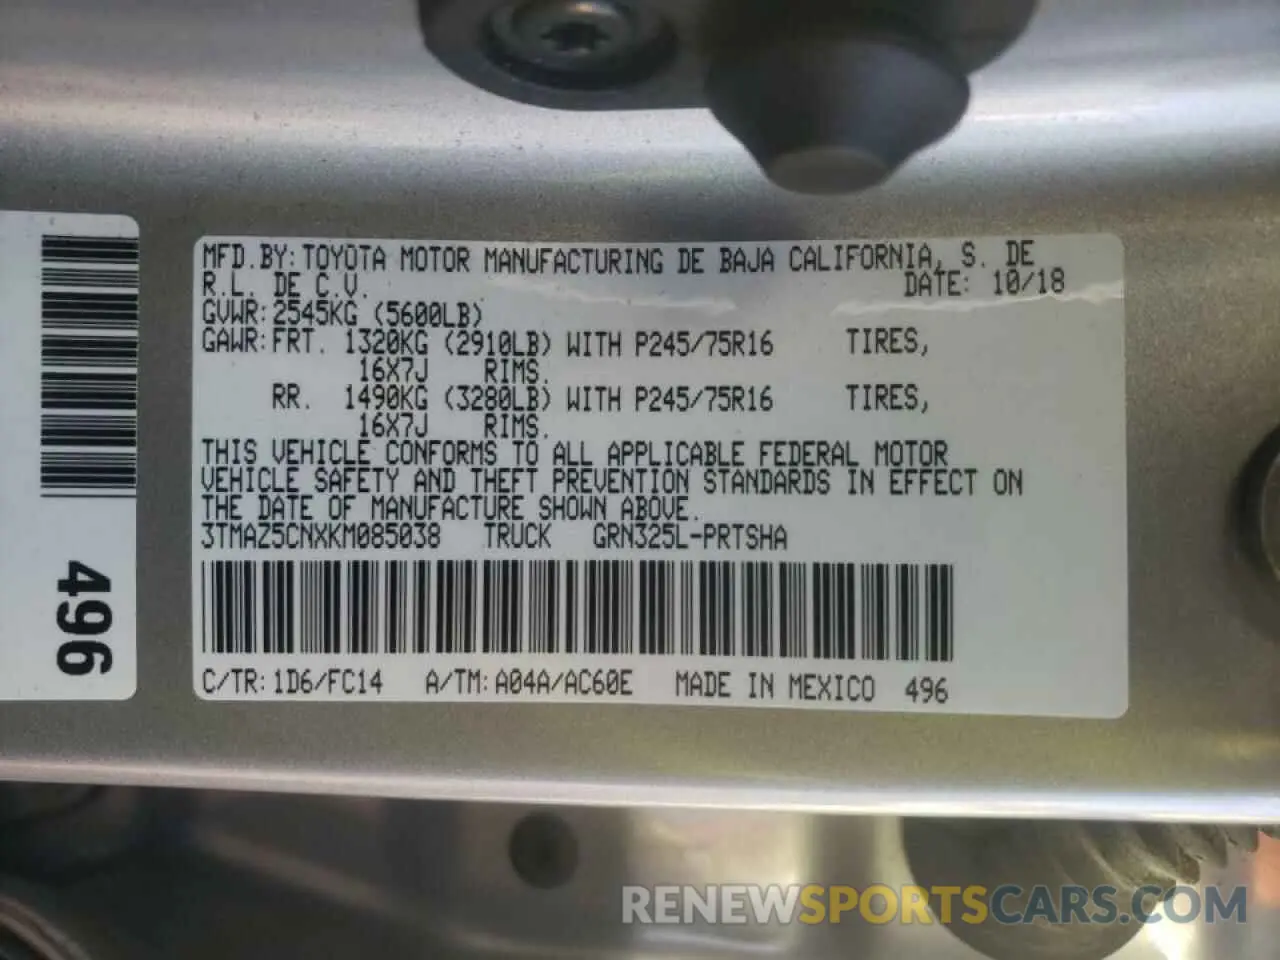 MFD.BY:TOYOTA MOTOR MANUFACTURING DE BAJA CALIFORNIA, S. DE
R.L. DE C.V. DATE: 10/18
GVWR:2545KG (5600LB)
GAWR:FRT. 1320KG (2910LB) WITH P245/75R16 TIRES,
16X7J RIMS.
RR. 1490KG (3280LB) WITH P245/75R16 TIRES,
16X7J RIMS.
THIS VEHICLE CONFORMS TO ALL APPLICABLE FEDERAL MOTOR
VEHICLE SAFETY AND THEFT PREVENTION STANDARDS IN EFFECT ON
THE DATE OF MANUFACTURE SHOWN ABOVE.
3TMAZ5CNXKM085038 TRUCK GRN325L-PRTSHA
C/TR:1D6/FC14 A/TM:A04A/AC60E MADE IN MEXICO 496
496
RENEWSPORTSCARS.COM